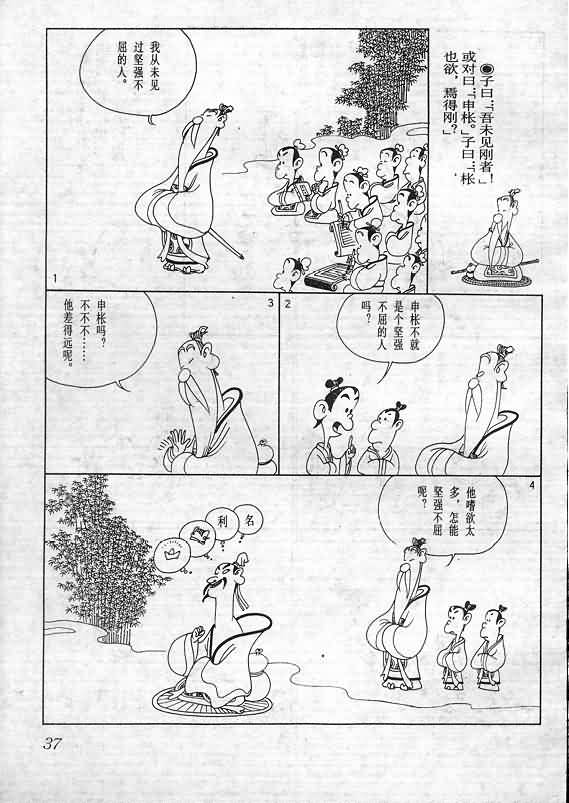 ●子曰：“吾未见刚者！”
或对曰：“申枨。”子曰：“枨
也欲，焉得刚？”
我从未见
过坚强不
屈的人。
1
申枨不就
是个坚强
不屈的人
吗？
2
申枨吗？
不不不……
他差得远呢。
3
他嗜欲太
多，怎能
坚强不屈
呢？
4
名
利
37